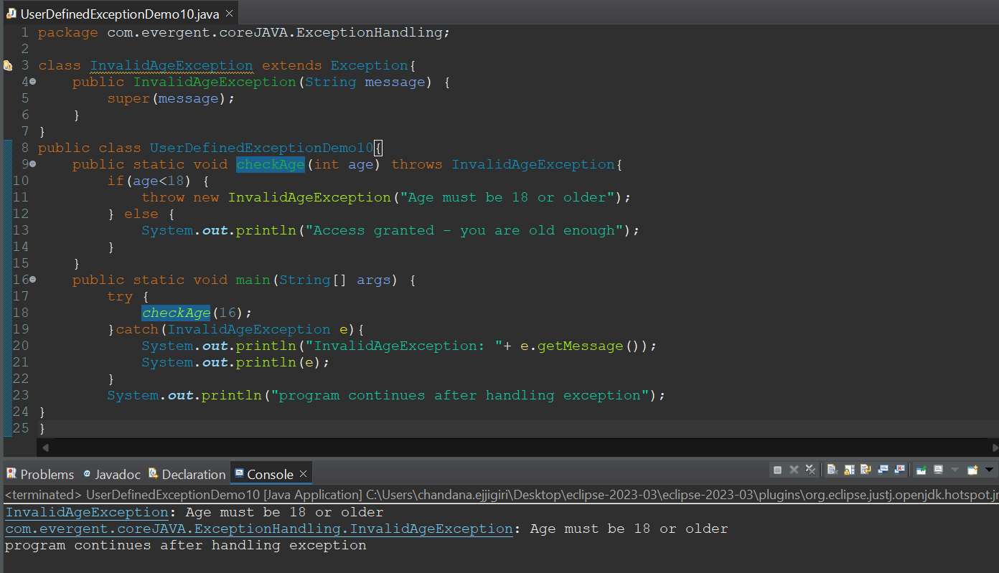 UserDefinedExceptionDemo10.java
1 package com.evergent.coreJAVA.ExceptionHandling;
2
3 class InvalidAgeException extends Exception{
4 public InvalidAgeException(String message) {
5 super(message);
6 }
7 }
8 public class UserDefinedExceptionDemo10{
9 public static void checkAge(int age) throws InvalidAgeException{
10 if(age<18) {
11 throw new InvalidAgeException("Age must be 18 or older");
12 } else {
13 System.out.println("Access granted - you are old enough");
14 }
15 }
16 public static void main(String[] args) {
17 try {
18 checkAge(16);
19 }catch(InvalidAgeException e){
20 System.out.println("InvalidAgeException: "+ e.getMessage());
21 System.out.println(e);
22 }
23 System.out.println("program continues after handling exception");
24 }
25 }
Problems @ Javadoc Declaration Console
<terminated> UserDefinedExceptionDemo10 [Java Application] C:\Users\chandana.ejjigiri\Desktop\eclipse-2023-03\eclipse-2023-03\plugins\org.eclipse.justj.openjdk.hotspot.jr
InvalidAgeException: Age must be 18 or older
com.evergent.coreJAVA.ExceptionHandling.InvalidAgeException: Age must be 18 or older
program continues after handling exception